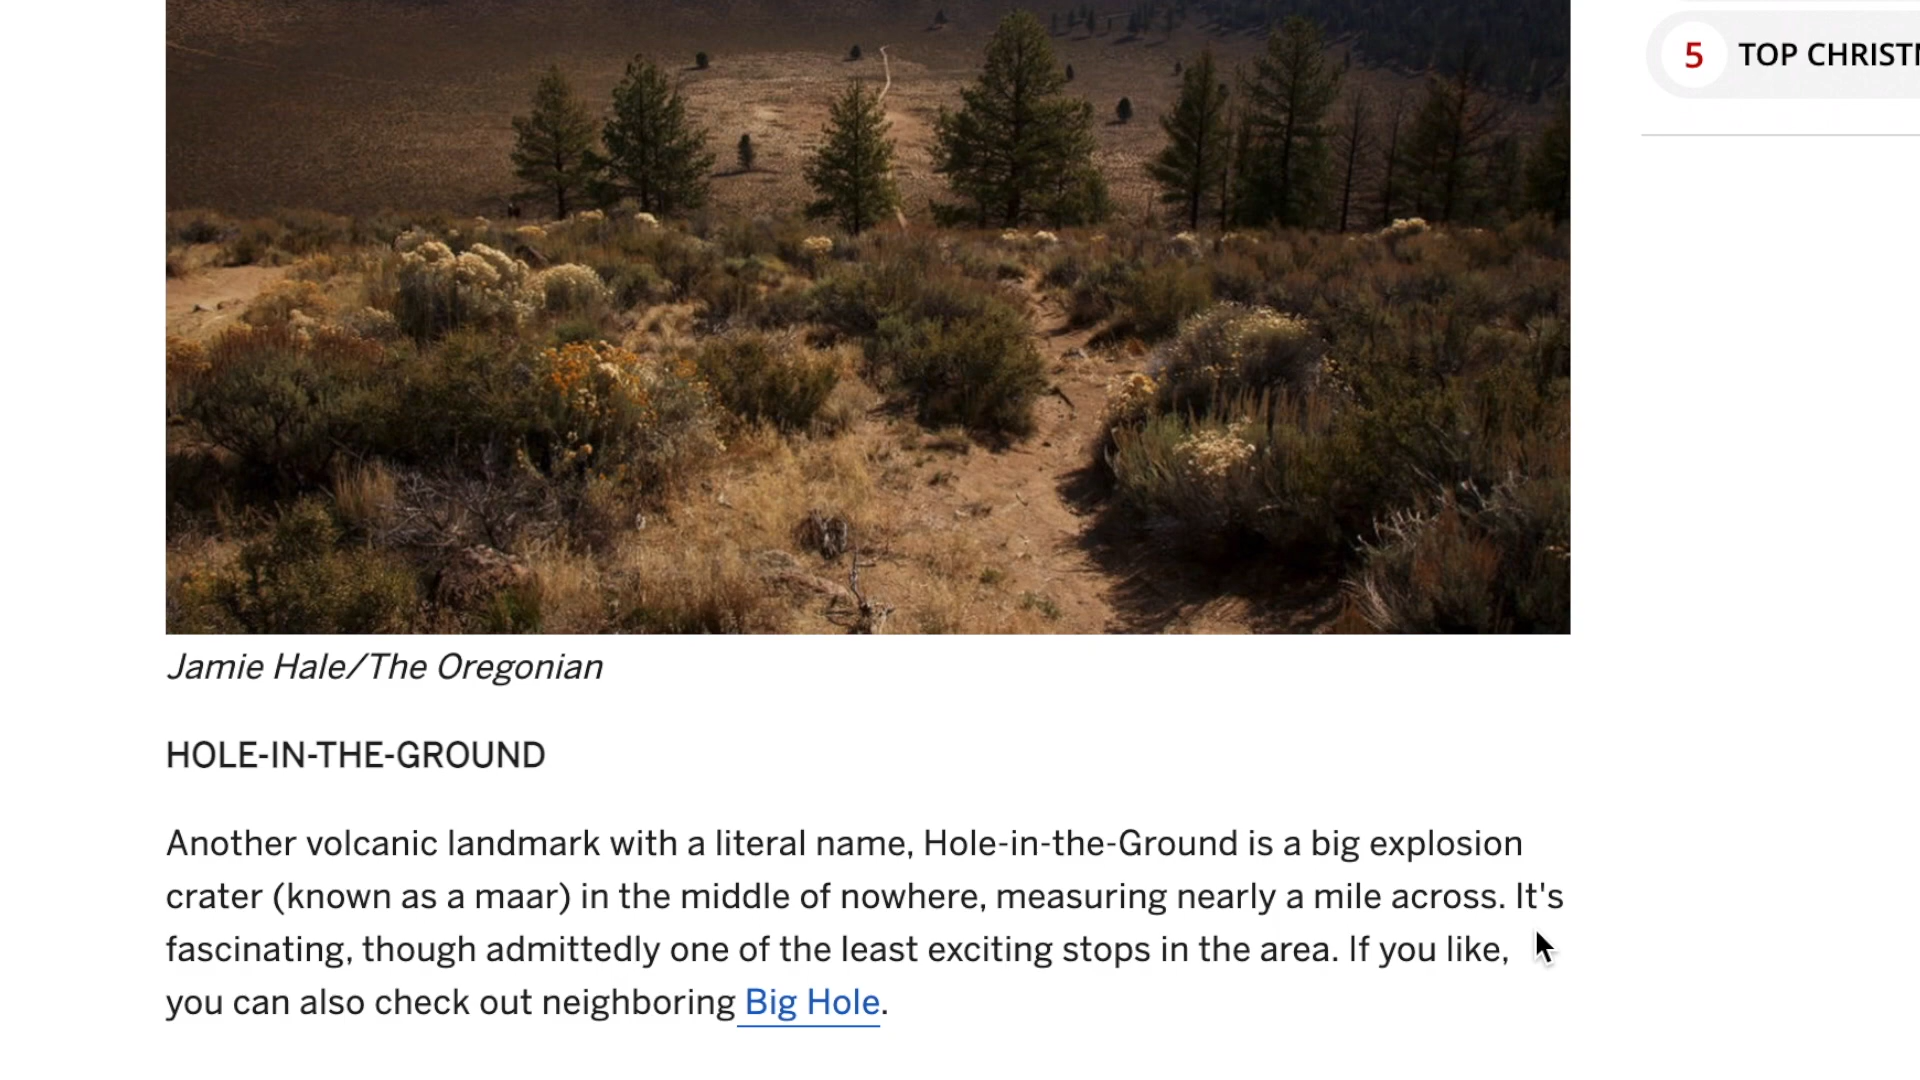 5 TOP CHRIST
Jamie Hale/The Oregonian
HOLE-IN-THE-GROUND
Another volcanic landmark with a literal name, Hole-in-the-Ground is a big explosion
crater (known as a maar) in the middle of nowhere, measuring nearly a mile across. It's
fascinating, though admittedly one of the least exciting stops in the area. If you like,
you can also check out neighboring Big Hole.